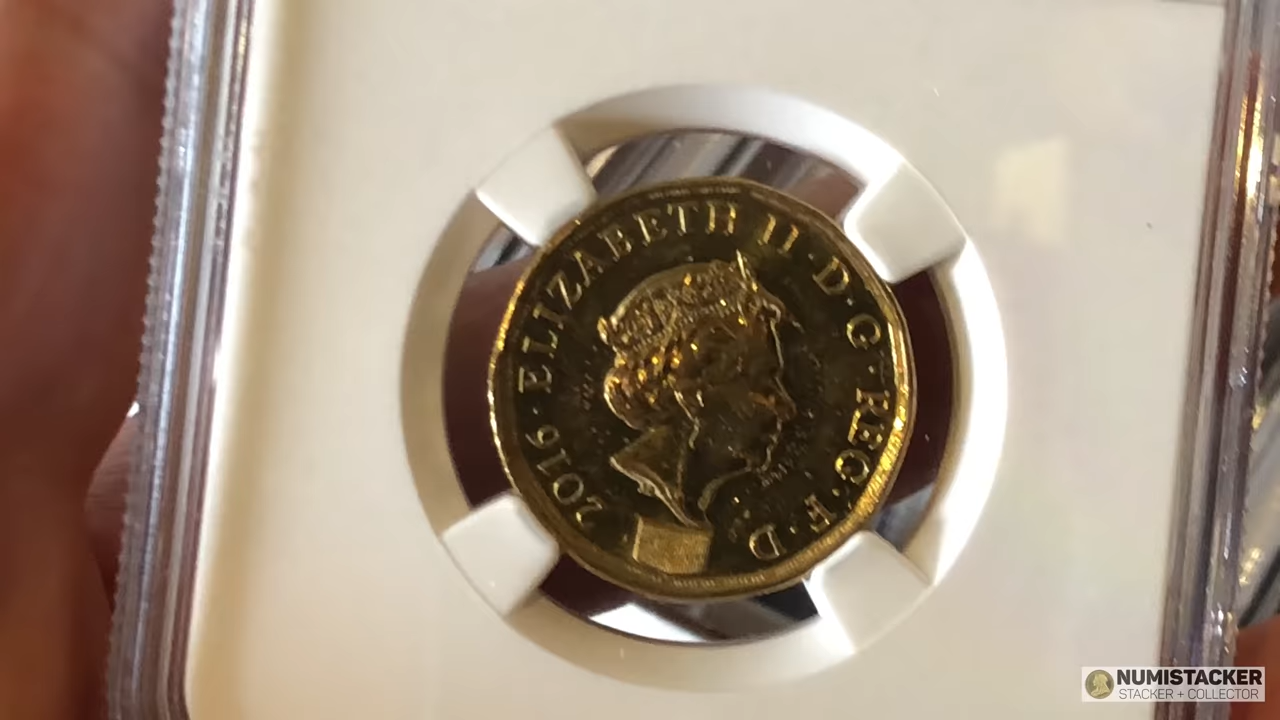 2016 · ELIZABETH II · D · G · REG · F · D
NUMISTACKER
STACKER + COLLECTOR